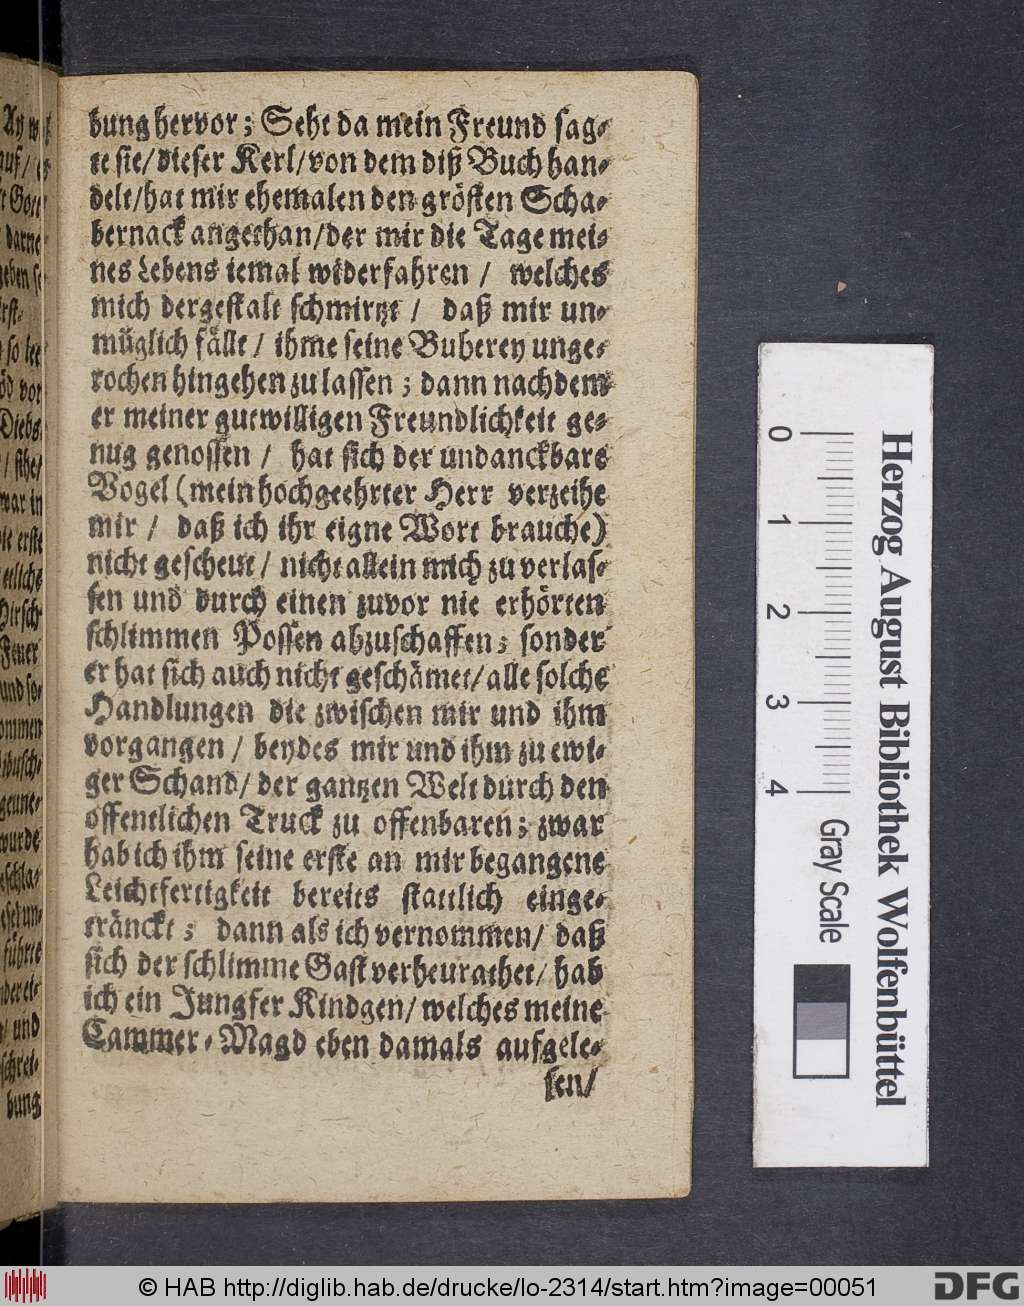 bung hervor; Seht da mein Freund sag-
te sie/dieser Kerl/von dem diß Buch han-
delt/hat mir ehemalen den grösten Scha-
bernack angethan/der mir die Tage mei-
nes Lebens iemal widerfahren / welches
mich dergestalt schmirtzt / daß mir un-
müglich fällt / ihme seine Buberey unge-
rochen hingehen zu lassen ; dann nachdem
er meiner gutwilligen Freundlichkeit ge-
nug genossen / hat sich der undanckbare
Vogel (mein hochgeehrter Herr verzeihe
mir / daß ich ihr eigne Wort brauche)
nicht gescheut / nicht allein mich zu verlas-
sen und durch einen zuvor nie erhörten
schlimmen Possen abzuschaffen; sonder
er hat sich auch nicht geschämet/alle solche
Handlungen die zwischen mir und ihm
vorgangen / beydes mir und ihm zu ewi-
ger Schand/ der gantzen Welt durch den
offentlichen Truck zu offenbaren; zwar
hab ich ihm seine erste an mir begangene
Leichtfertigkeit bereits stattlich einge-
tränckt ; dann als ich vernommen/ daß
sich der schlimme Gast verheurathet/ hab
ich ein Jungfer Kindgen/ welches meine
Cammer-Magd eben damals aufgele-
sen/
0 1 2 3 4
Gray Scale
Herzog August Bibliothek Wolfenbüttel
© HAB http://diglib.hab.de/drucke/lo-2314/start.htm?image=00051
DFG